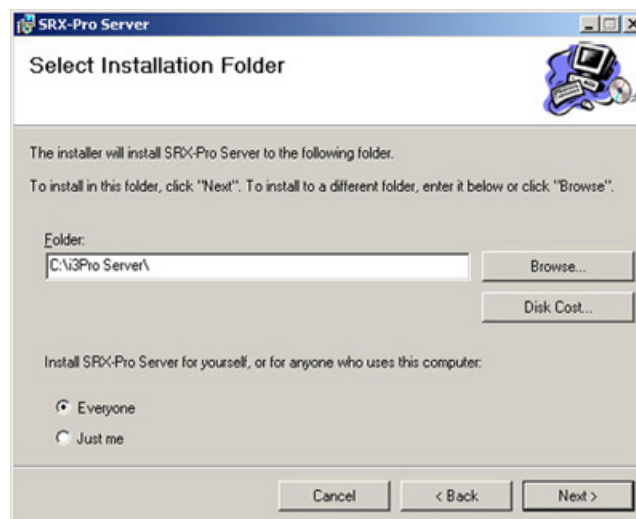 SRX-Pro Server
Select Installation Folder
The installer will install SRX-Pro Server to the following folder.
To install in this folder, click "Next". To install to a different folder, enter it below or click "Browse".
Folder:
C:\i3Pro Server\
Browse...
Disk Cost...
Install SRX-Pro Server for yourself, or for anyone who uses this computer:
Everyone
Just me
Cancel
< Back
Next >